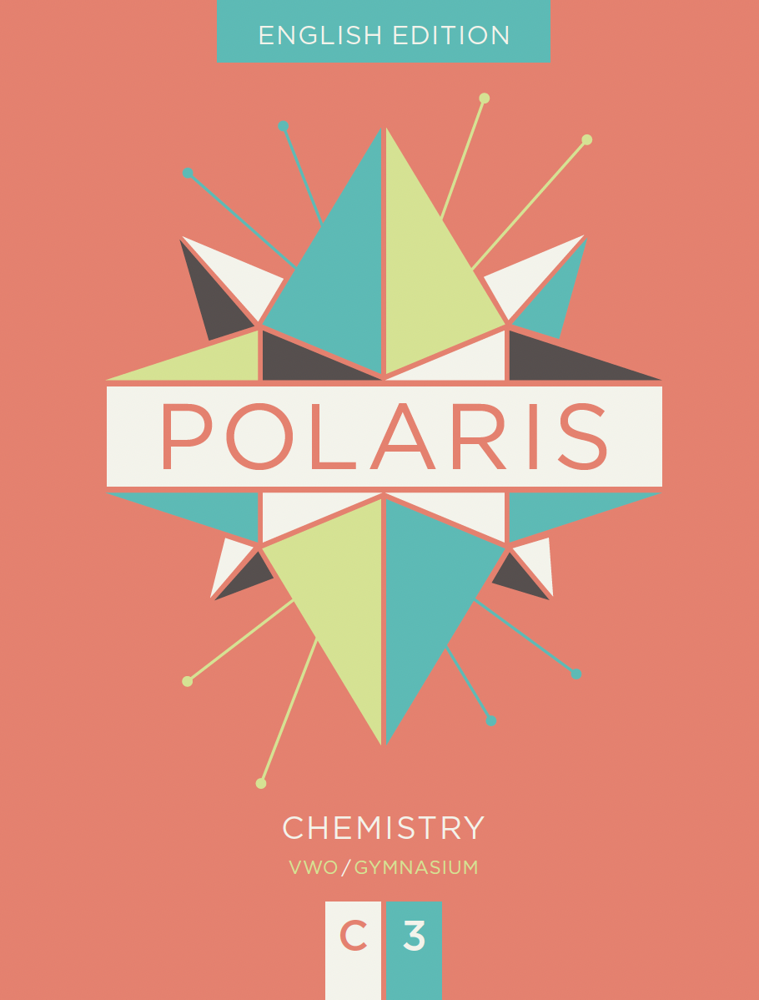 ENGLISH EDITION
POLARIS
CHEMISTRY
VWO/GYMNASIUM
C 3